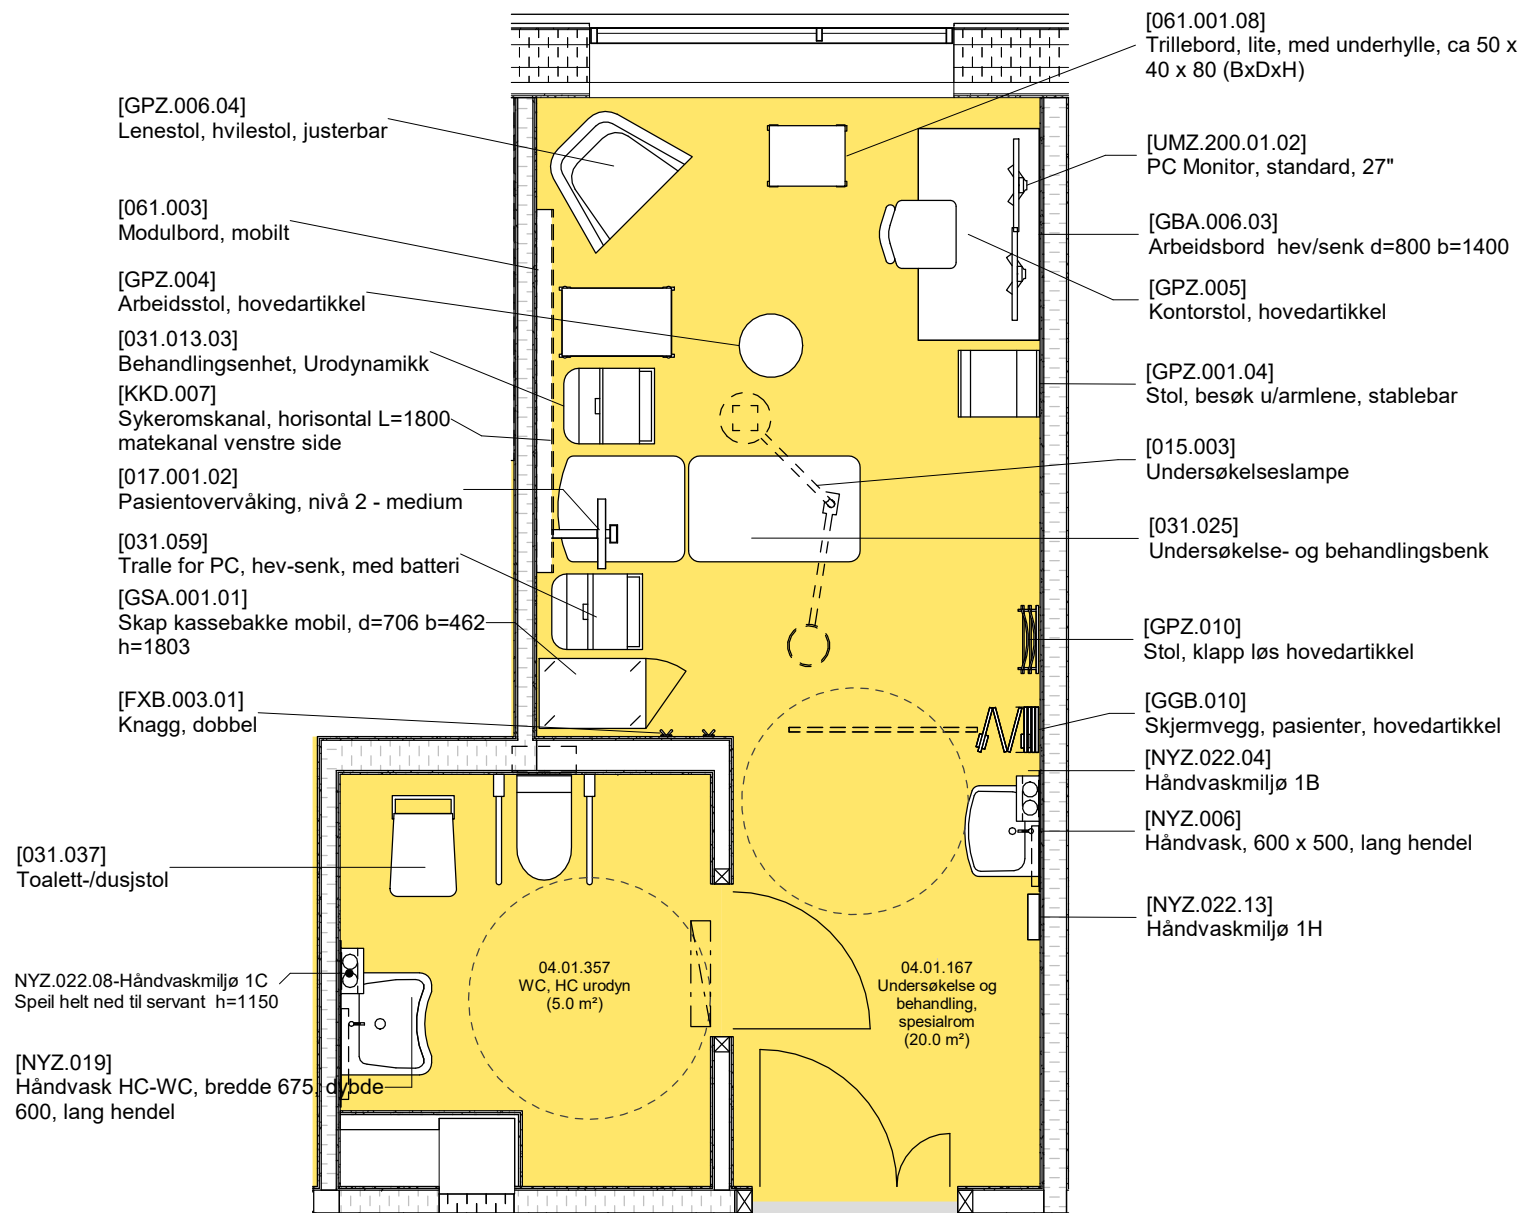 [061.001.08]
Trillebord, lite, med underhylle, ca 50 x
40 x 80 (BxDxH)
[GPZ.006.04]
Lenestol, hvilestol, justerbar
[UMZ.200.01.02]
PC Monitor, standard, 27"
[061.003]
Modulbord, mobilt
[GBA.006.03]
Arbeidsbord  hev/senk d=800 b=1400
[GPZ.004]
Arbeidsstol, hovedartikkel
[GPZ.005]
Kontorstol, hovedartikkel
[031.013.03]
Behandlingsenhet, Urodynamikk
[GPZ.001.04]
Stol, besøk u/armlene, stablebar
[KKD.007]
Sykeromskanal, horisontal L=1800
matekanal venstre side
[015.003]
Undersøkelseslampe
[017.001.02]
Pasientovervåking, nivå 2 - medium
[031.025]
Undersøkelse- og behandlingsbenk
[031.059]
Tralle for PC, hev-senk, med batteri
[GSA.001.01]
Skap kassebakke mobil, d=706 b=462
h=1803
[GPZ.010]
Stol, klapp løs hovedartikkel
[FXB.003.01]
Knagg, dobbel
[GGB.010]
Skjermvegg, pasienter, hovedartikkel
[NYZ.022.04]
Håndvaskmiljø 1B
[NYZ.006]
Håndvask, 600 x 500, lang hendel
[031.037]
Toalett-/dusjstol
[NYZ.022.13]
Håndvaskmiljø 1H
04.01.357
WC, HC urodyn
(5.0 m²)
04.01.167
Undersøkelse og
behandling,
spesialrom
(20.0 m²)
NYZ.022.08-Håndvaskmiljø 1C
Speil helt ned til servant  h=1150
[NYZ.019]
Håndvask HC-WC, bredde 675, dybde
600, lang hendel